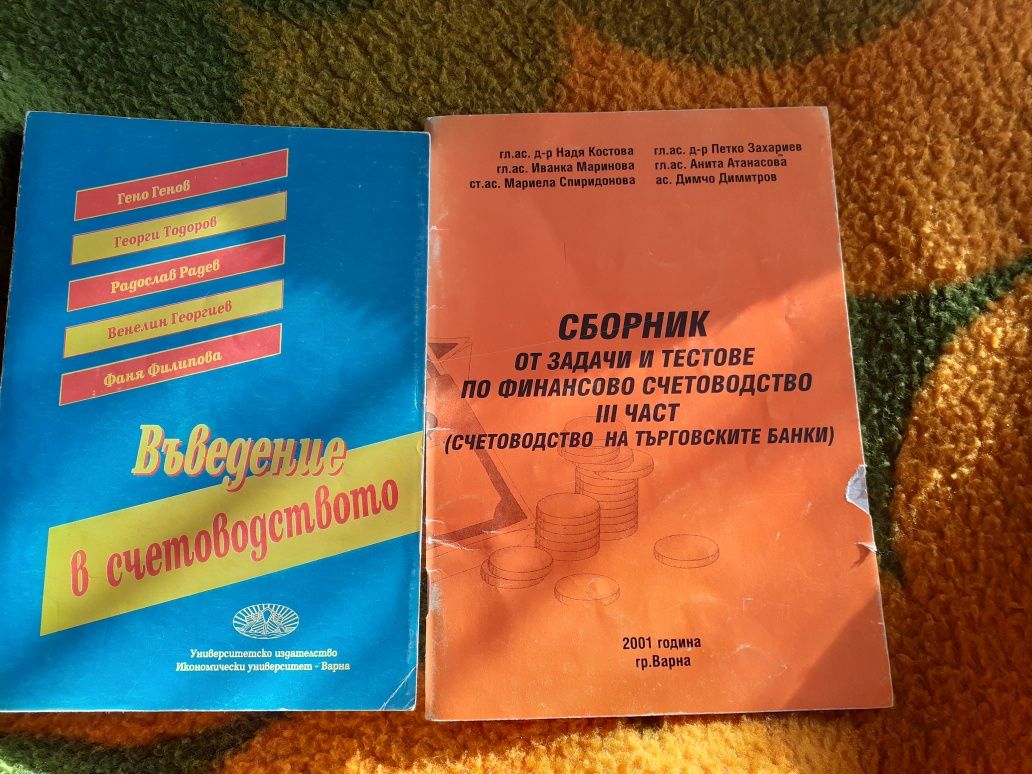 Гено Генов
Георги Тодоров
Радослав Радев
Венелин Георгиев
Фаня Филипова
Въведение
в счетоводството
Университетско издателство
Икономически университет - Варна
гл.ас. д-р Надя Костова гл.ас. д-р Петко Захариев
гл.ас. Иванка Маринова гл.ас. Анита Атанасова
ст.ас. Мариела Спиридонова ас. Димчо Димитров
СБОРНИК
ОТ ЗАДАЧИ И ТЕСТОВЕ
ПО ФИНАНСОВО СЧЕТОВОДСТВО
III ЧАСТ
(СЧЕТОВОДСТВО НА ТЪРГОВСКИТЕ БАНКИ)
2001 година
гр.Варна